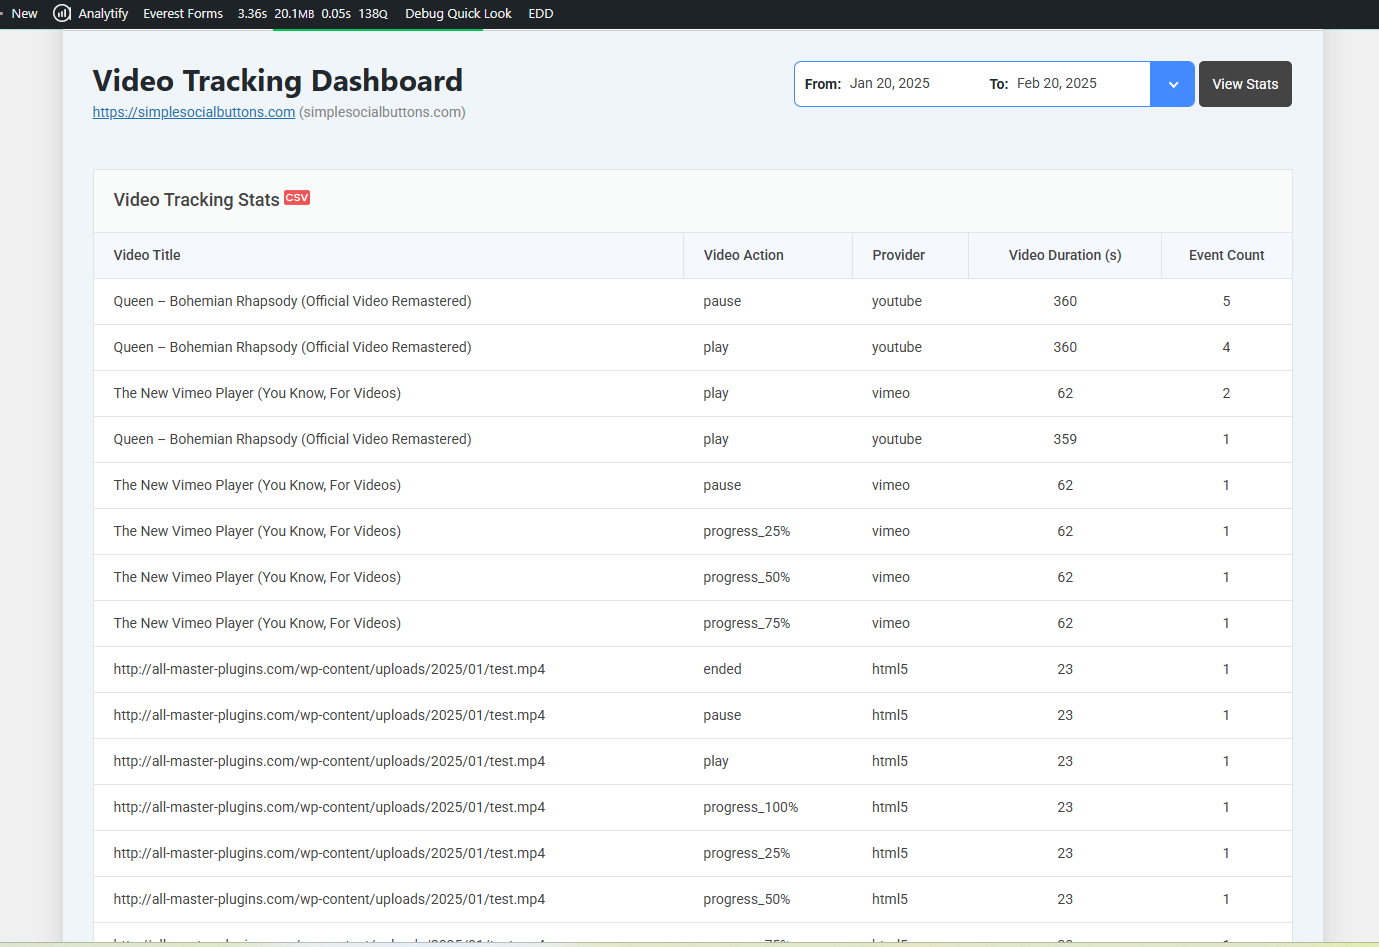 New Analytify Everest Forms 3.36s 20.1MB 0.05s 138Q Debug Quick Look EDD
Video Tracking Dashboard
From: Jan 20, 2025 To: Feb 20, 2025 View Stats
https://simplesocialbuttons.com (simplesocialbuttons.com)
Video Tracking Stats CSV
Video Title Video Action Provider Video Duration (s) Event Count
Queen – Bohemian Rhapsody (Official Video Remastered) pause youtube 360 5
Queen – Bohemian Rhapsody (Official Video Remastered) play youtube 360 4
The New Vimeo Player (You Know, For Videos) play vimeo 62 2
Queen – Bohemian Rhapsody (Official Video Remastered) play youtube 359 1
The New Vimeo Player (You Know, For Videos) pause vimeo 62 1
The New Vimeo Player (You Know, For Videos) progress_25% vimeo 62 1
The New Vimeo Player (You Know, For Videos) progress_50% vimeo 62 1
The New Vimeo Player (You Know, For Videos) progress_75% vimeo 62 1
http://all-master-plugins.com/wp-content/uploads/2025/01/test.mp4 ended html5 23 1
http://all-master-plugins.com/wp-content/uploads/2025/01/test.mp4 pause html5 23 1
http://all-master-plugins.com/wp-content/uploads/2025/01/test.mp4 play html5 23 1
http://all-master-plugins.com/wp-content/uploads/2025/01/test.mp4 progress_100% html5 23 1
http://all-master-plugins.com/wp-content/uploads/2025/01/test.mp4 progress_25% html5 23 1
http://all-master-plugins.com/wp-content/uploads/2025/01/test.mp4 progress_50% html5 23 1